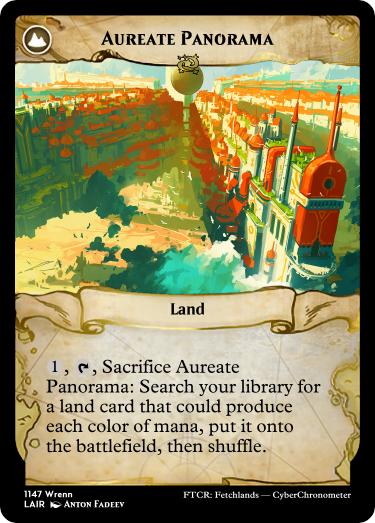 AUREATE PANORAMA
Land
1, , Sacrifice Aureate
Panorama: Search your library for
a land card that could produce
each color of mana, put it onto
the battlefield, then shuffle.
1147 Wrenn
LAIR ANTON FADEEV
FTCR: Fetchlands — CyberChronometer